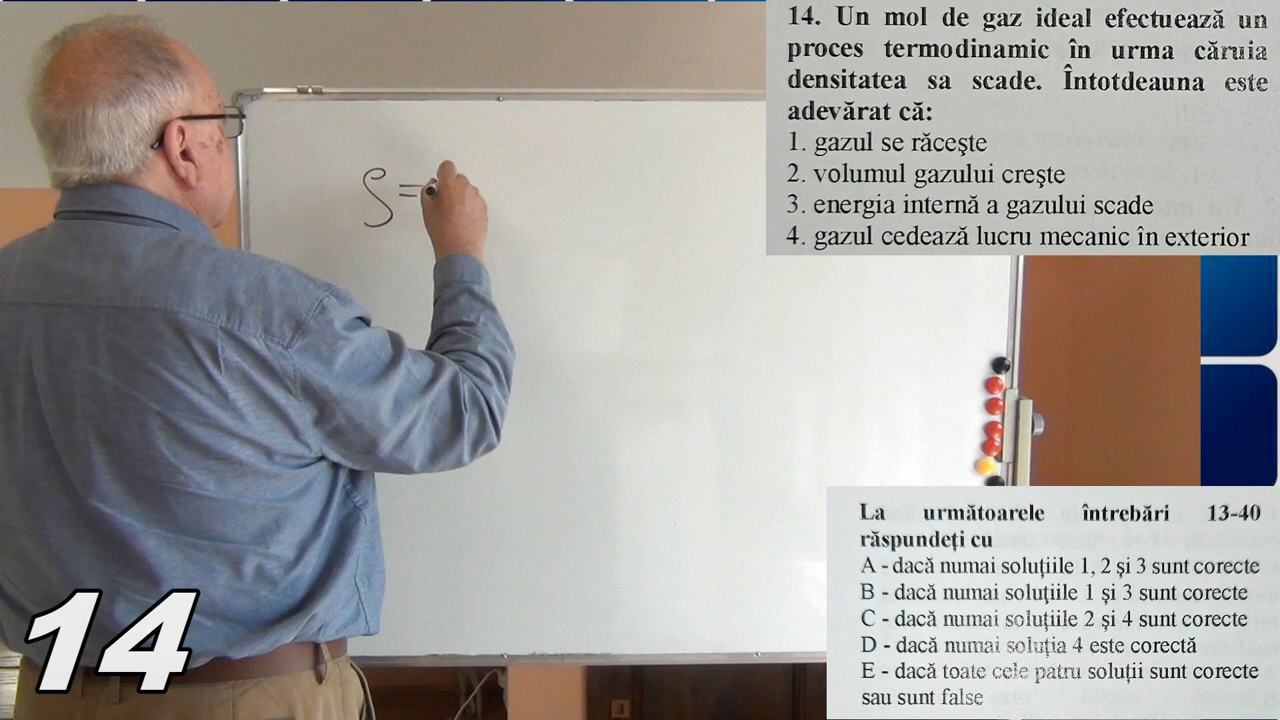 14. Un mol de gaz ideal efectuează un
proces termodinamic în urma căruia
densitatea sa scade. Întotdeauna este
adevărat că:
1. gazul se răceşte
2. volumul gazului creşte
3. energia internă a gazului scade
4. gazul cedează lucru mecanic în exterior
ρ =
La următoarele întrebări 13-40
răspundeți cu
A - dacă numai soluțiile 1, 2 și 3 sunt corecte
B - dacă numai soluțiile 1 și 3 sunt corecte
C - dacă numai soluțiile 2 și 4 sunt corecte
D - dacă numai soluția 4 este corectă
E - dacă toate cele patru soluții sunt corecte
sau sunt false
14